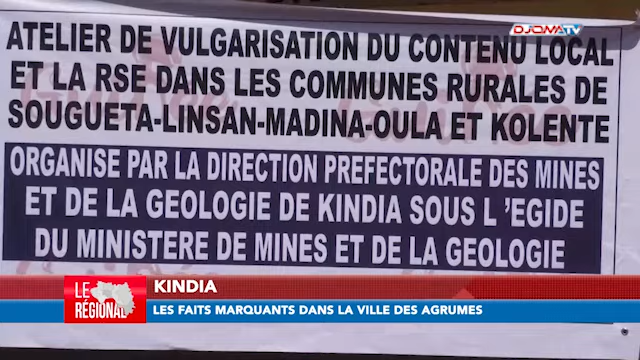 DJOMA TV
ATELIER DE VULGARISATION DU CONTENU LOCAL
ET LA RSE DANS LES COMMUNES RURALES DE
SOUGUETA-LINSAN-MADINA-OULA ET KOLENTE
ORGANISE PAR LA DIRECTION PREFECTORALE DES MINES
ET DE LA GEOLOGIE DE KINDIA SOUS L 'EGIDE
DU MINISTERE DE MINES ET DE LA GEOLOGIE
LE
RÉGIONAL
KINDIA
LES FAITS MARQUANTS DANS LA VILLE DES AGRUMES